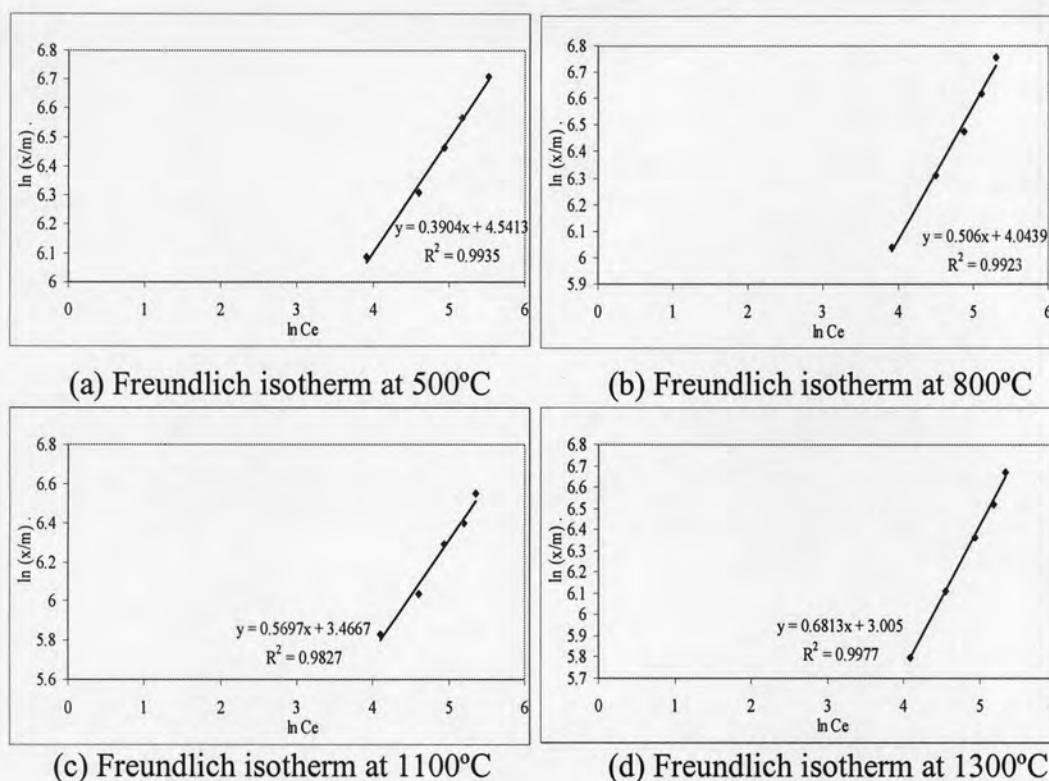 6.8
6.7
6.6
6.5
6.4
6.3
6.2
6.1
6
ln (x/m).
y = 0.3904x + 4.5413
R² = 0.9935
0 1 2 3 4 5 6
ln Ce
(a) Freundlich isotherm at 500ºC
6.8
6.7
6.6
6.5
6.4
6.3
6.2
6.1
6
5.9
ln (x/m).
y = 0.506x + 4.0439
R² = 0.9923
0 1 2 3 4 5 6
ln Ce
(b) Freundlich isotherm at 800ºC
6.8
6.6
6.4
6.2
6
5.8
5.6
ln (x/m).
y = 0.5697x + 3.4667
R² = 0.9827
0 1 2 3 4 5 6
ln Ce
(c) Freundlich isotherm at 1100ºC
6.8
6.7
6.6
6.5
6.4
6.3
6.2
6.1
6
5.9
5.8
5.7
ln (x/m).
y = 0.6813x + 3.005
R² = 0.9977
0 1 2 3 4 5 6
ln Ce
(d) Freundlich isotherm at 1300ºC